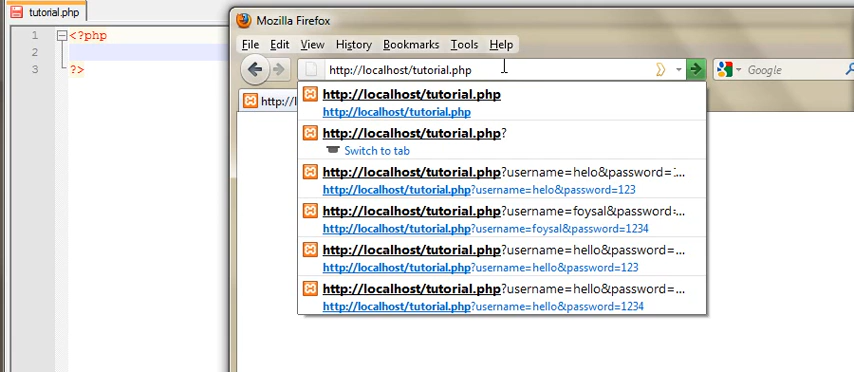 tutorial.php
1 <?php
2
3 ?>
Mozilla Firefox
File Edit View History Bookmarks Tools Help
http://localhost/tutorial.php
Google
http://l
http://localhost/tutorial.php
http://localhost/tutorial.php
http://localhost/tutorial.php?
Switch to tab
http://localhost/tutorial.php?username=helo&password=...
http://localhost/tutorial.php?username=helo&password=123
http://localhost/tutorial.php?username=foysal&password=...
http://localhost/tutorial.php?username=foysal&password=1234
http://localhost/tutorial.php?username=hello&password=...
http://localhost/tutorial.php?username=hello&password=123
http://localhost/tutorial.php?username=hello&password=...
http://localhost/tutorial.php?username=hello&password=1234